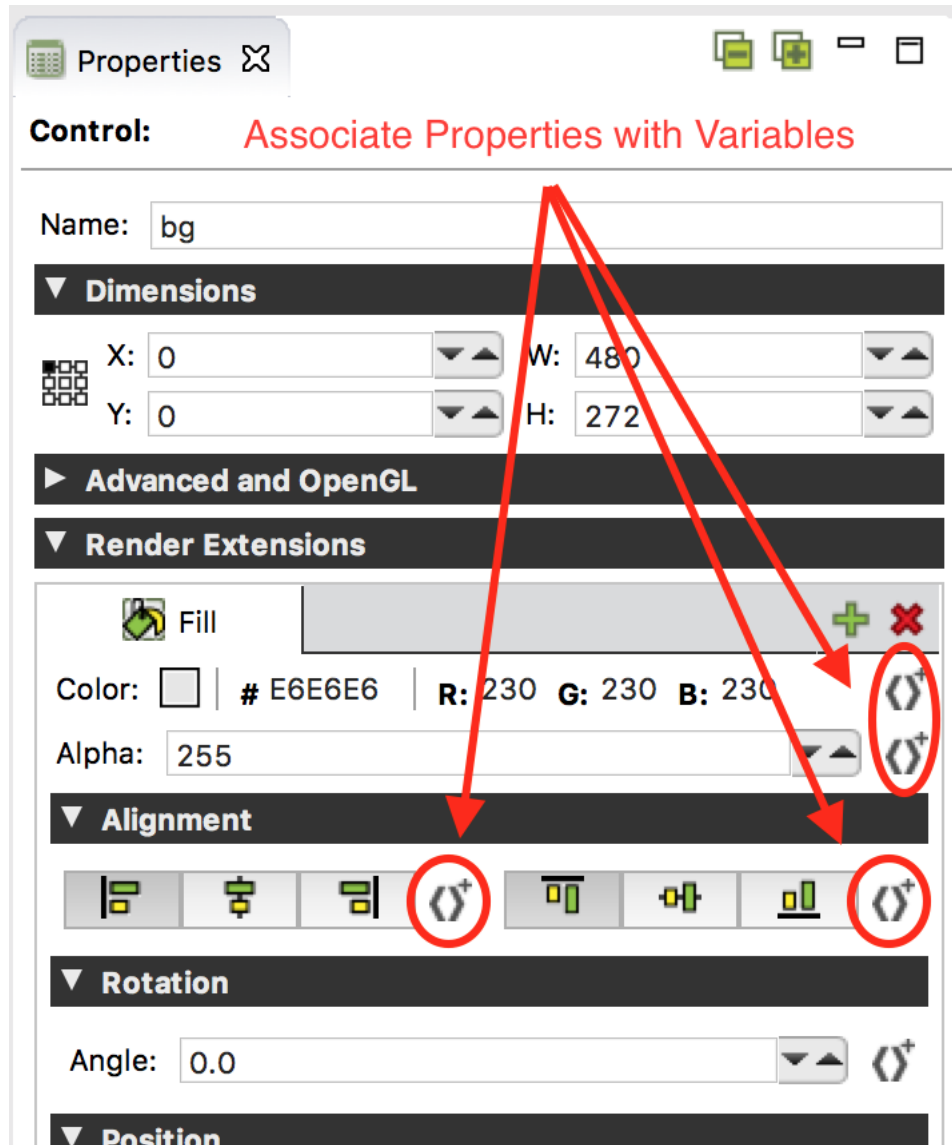 Properties
Control: Associate Properties with Variables
Name: bg
Dimensions
X: 0 W: 480
Y: 0 H: 272
Advanced and OpenGL
Render Extensions
Fill
Color: # E6E6E6 R: 230 G: 230 B: 230
Alpha: 255
Alignment
Rotation
Angle: 0.0
Position